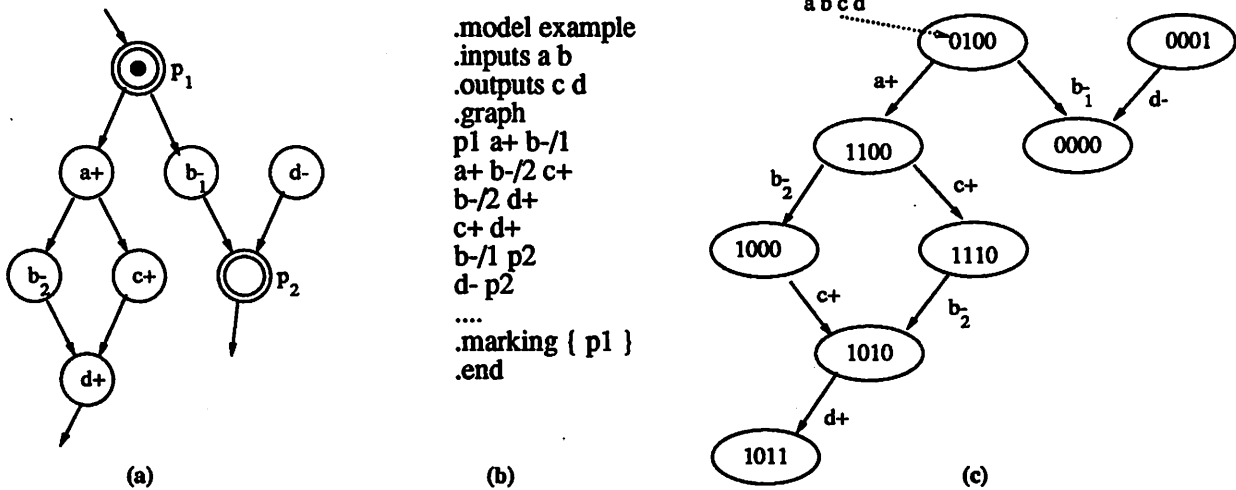 p1
a+
b-1
d-
b-2
c+
p2
d+
(a)
.model example
.inputs a b
.outputs c d
.graph
p1 a+ b-/1
a+ b-/2 c+
b-/2 d+
c+ d+
b-/1 p2
d- p2
....
.marking { p1 }
.end
(b)
a b c d
0100
0001
a+
b-1
d-
1100
0000
b-2
c+
1000
1110
c+
b-2
1010
d+
1011
(c)